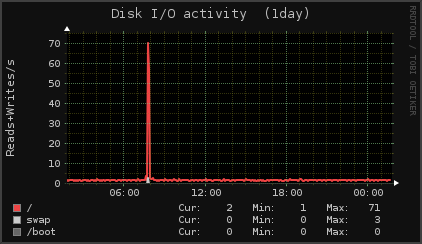 Disk I/O activity  (1day)
RRDTOOL / TOBI OETIKER
Reads+Writes/s
70
60
50
40
30
20
10
0
06:00 12:00 18:00 00:00
/ Cur: 2 Min: 1 Max: 71
swap Cur: 0 Min: 0 Max: 3
/boot Cur: 0 Min: 0 Max: 0